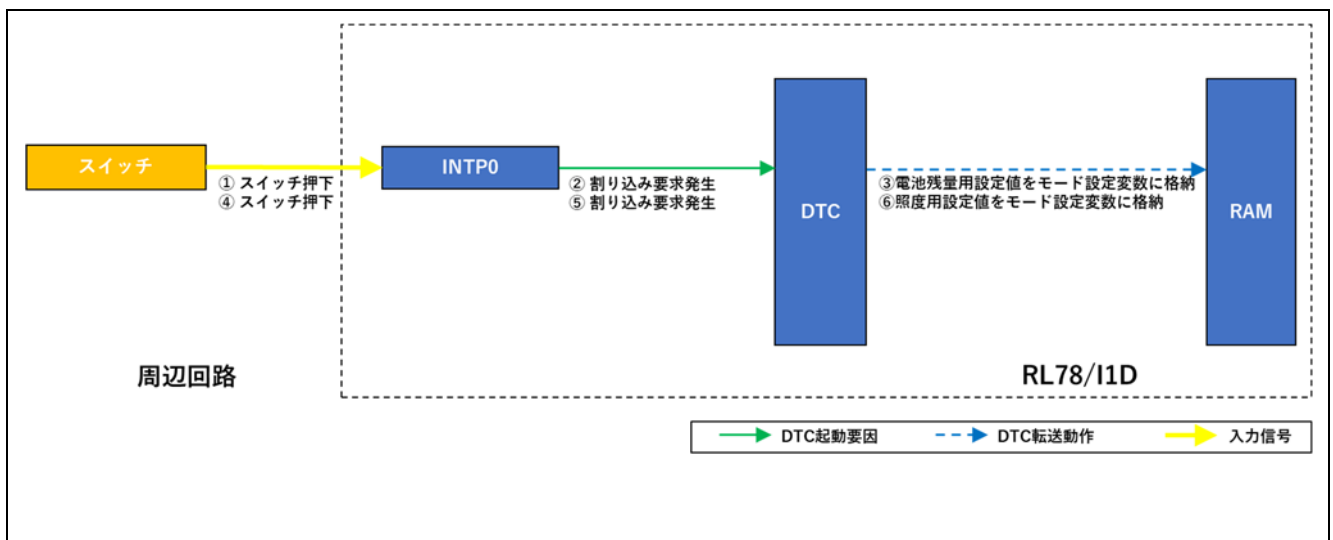 スイッチ
① スイッチ押下
④ スイッチ押下
INTP0
② 割り込み要求発生
⑤ 割り込み要求発生
DTC
③電池残量用設定値をモード設定変数に格納
⑥照度用設定値をモード設定変数に格納
RAM
周辺回路
RL78/I1D
DTC起動要因
DTC転送動作
入力信号